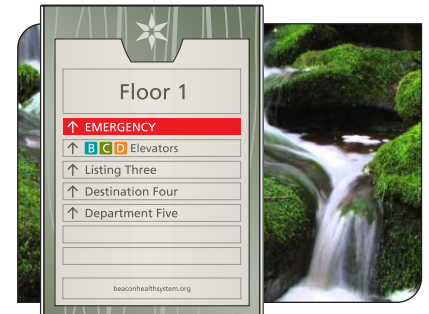 Floor 1
↑ EMERGENCY
↑ B C D Elevators
↑ Listing Three
↑ Destination Four
↑ Department Five
beaconhealthsystem.org